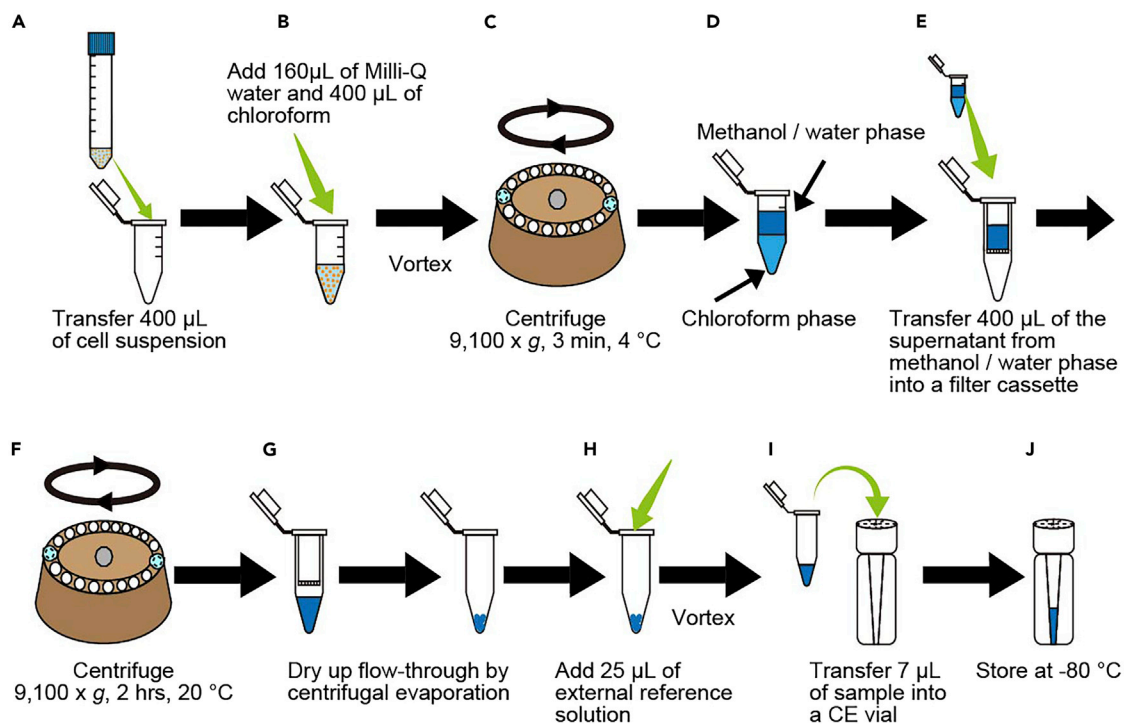 A
B
C
D
E
Add 160µL of Milli-Q
water and 400 µL of
chloroform
Methanol / water phase
Vortex
Transfer 400 µL
of cell suspension
Centrifuge
9,100 x g, 3 min, 4 °C
Chloroform phase
Transfer 400 µL of the
supernatant from
methanol / water phase
into a filter cassette
F
G
H
I
J
Vortex
Centrifuge
9,100 x g, 2 hrs, 20 °C
Dry up flow-through by
centrifugal evaporation
Add 25 µL of
external reference
solution
Transfer 7 µL
of sample into
a CE vial
Store at -80 °C